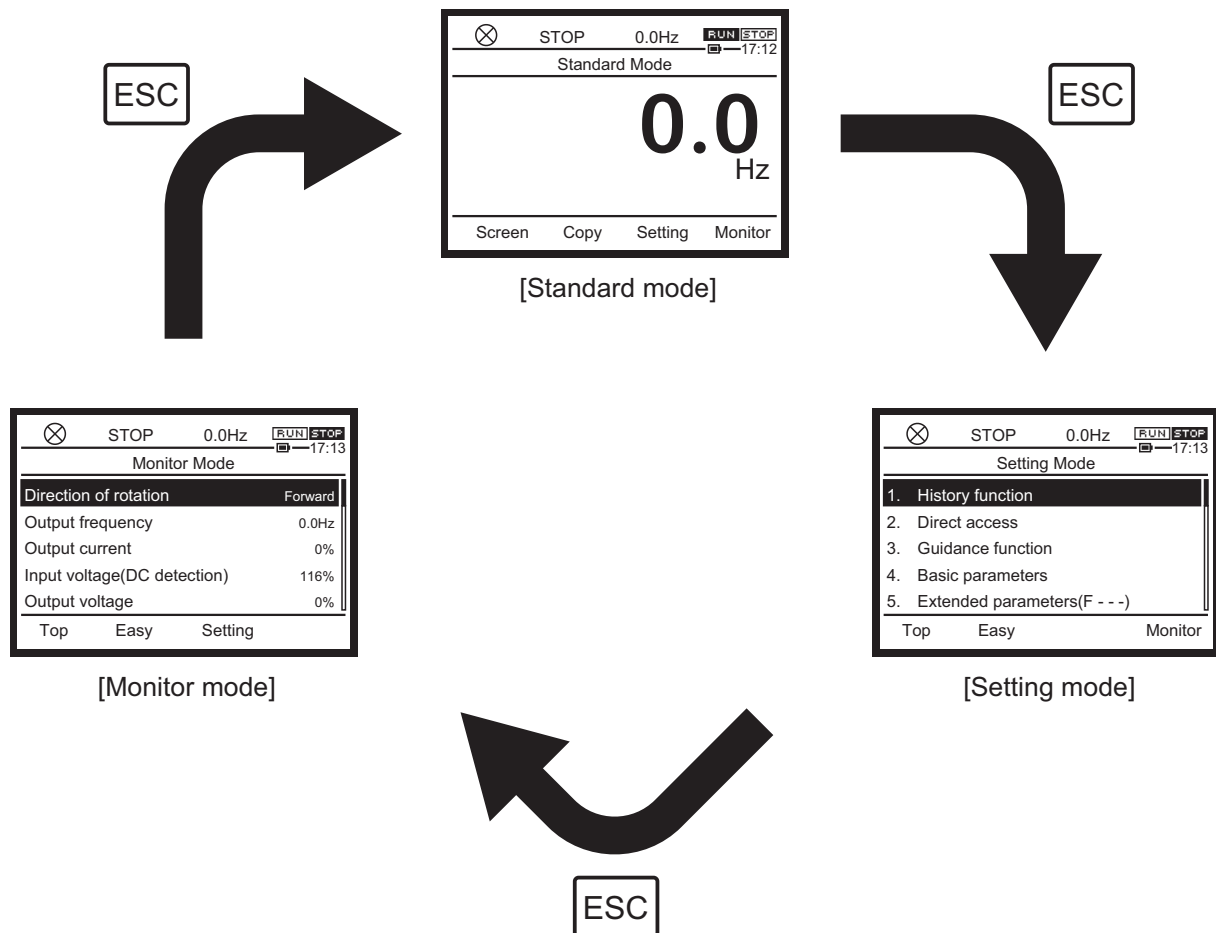 STOP 0.0Hz RUN STOP
17:12
Standard Mode
0.0
Hz
Screen Copy Setting Monitor
[Standard mode]
ESC
ESC
STOP 0.0Hz RUN STOP
17:13
Monitor Mode
Direction of rotation Forward
Output frequency 0.0Hz
Output current 0%
Input voltage(DC detection) 116%
Output voltage 0%
Top Easy Setting
[Monitor mode]
STOP 0.0Hz RUN STOP
17:13
Setting Mode
1. History function
2. Direct access
3. Guidance function
4. Basic parameters
5. Extended parameters(F - - -)
Top Easy Monitor
[Setting mode]
ESC